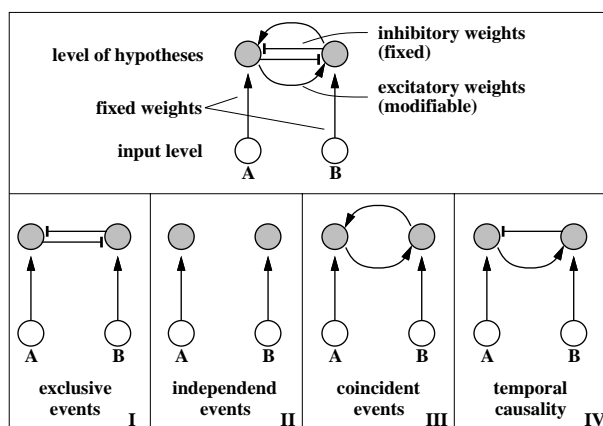 level of hypotheses
inhibitory weights
(fixed)
excitatory weights
(modifiable)
fixed weights
input level
A
B
A B
exclusive
events
I
A B
independend
events
II
A B
coincident
events
III
A B
temporal
causality
IV